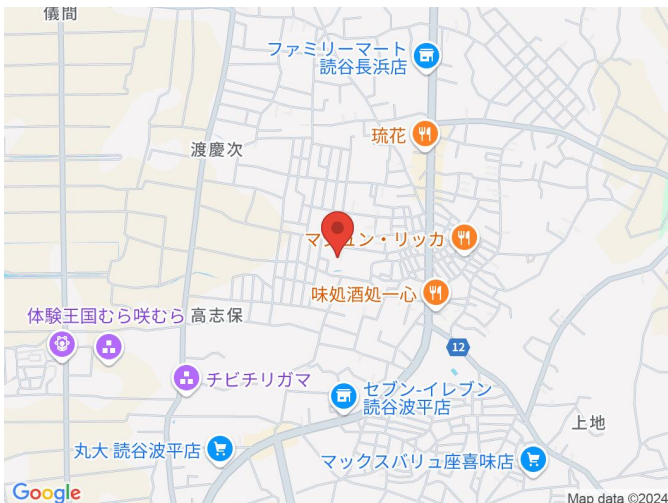 儀間
ファミリーマート
読谷長浜店
琉花
渡慶次
マ
ュン・リッカ
味処酒処一心
体験王国むら咲むら
高志保
12
チビチリガマ
セブン-イレブン
読谷波平店
上地
丸大 読谷波平店
マックスバリュ座喜味店
Google
Map data ©2024